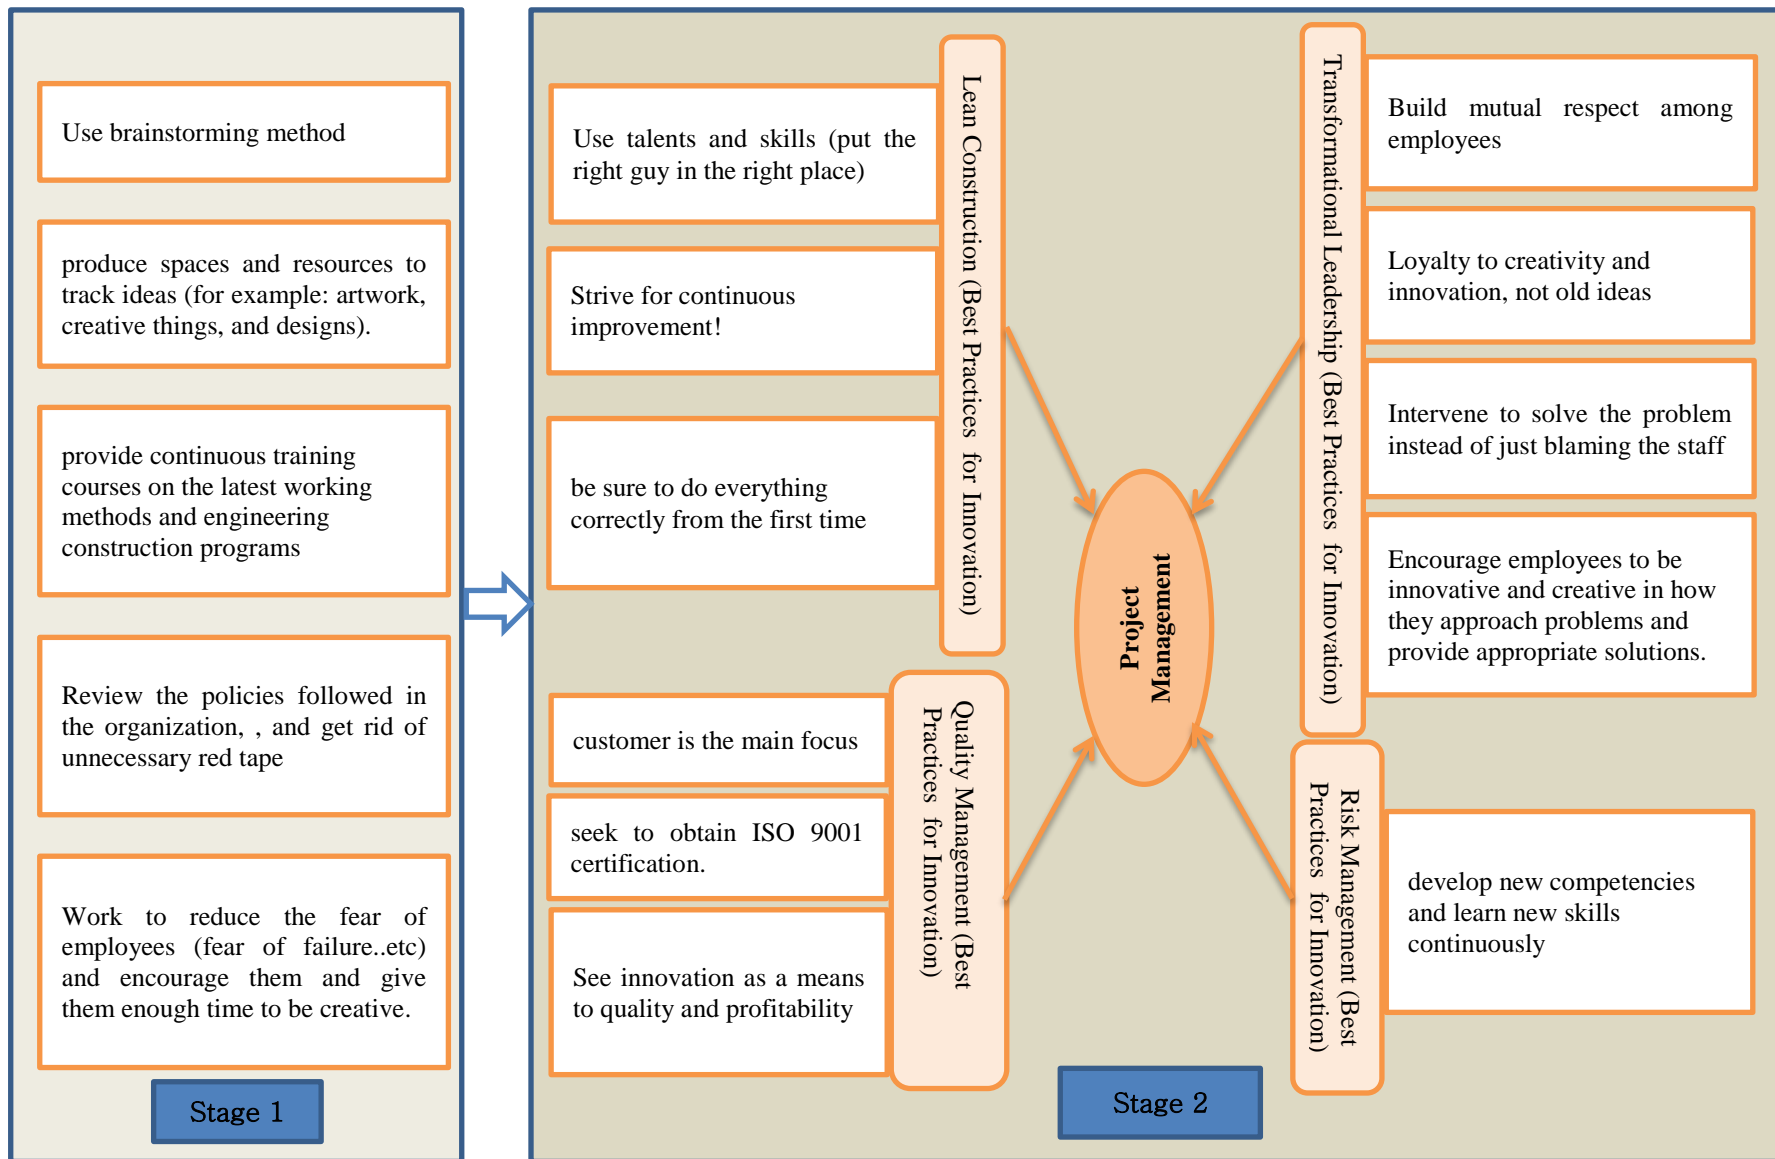 Use brainstorming method
produce spaces and resources to
track ideas (for example: artwork,
creative things, and designs).
provide continuous training
courses on the latest working
methods and engineering
construction programs
Review the policies followed in
the organization, , and get rid of
unnecessary red tape
Work to reduce the fear of
employees (fear of failure..etc)
and encourage them and give
them enough time to be creative.
Stage 1
Use talents and skills (put the
right guy in the right place)
Strive for continuous
improvement!
be sure to do everything
correctly from the first time
Lean Construction (Best Practices for Innovation)
customer is the main focus
seek to obtain ISO 9001
certification.
See innovation as a means
to quality and profitability
Quality Management (Best
Practices for Innovation)
Project
Management
Transformational Leadership (Best Practices for Innovation)
Build mutual respect among
employees
Loyalty to creativity and
innovation, not old ideas
Intervene to solve the problem
instead of just blaming the staff
Encourage employees to be
innovative and creative in how
they approach problems and
provide appropriate solutions.
Risk Management (Best
Practices for Innovation)
develop new competencies
and learn new skills
continuously
Stage 2